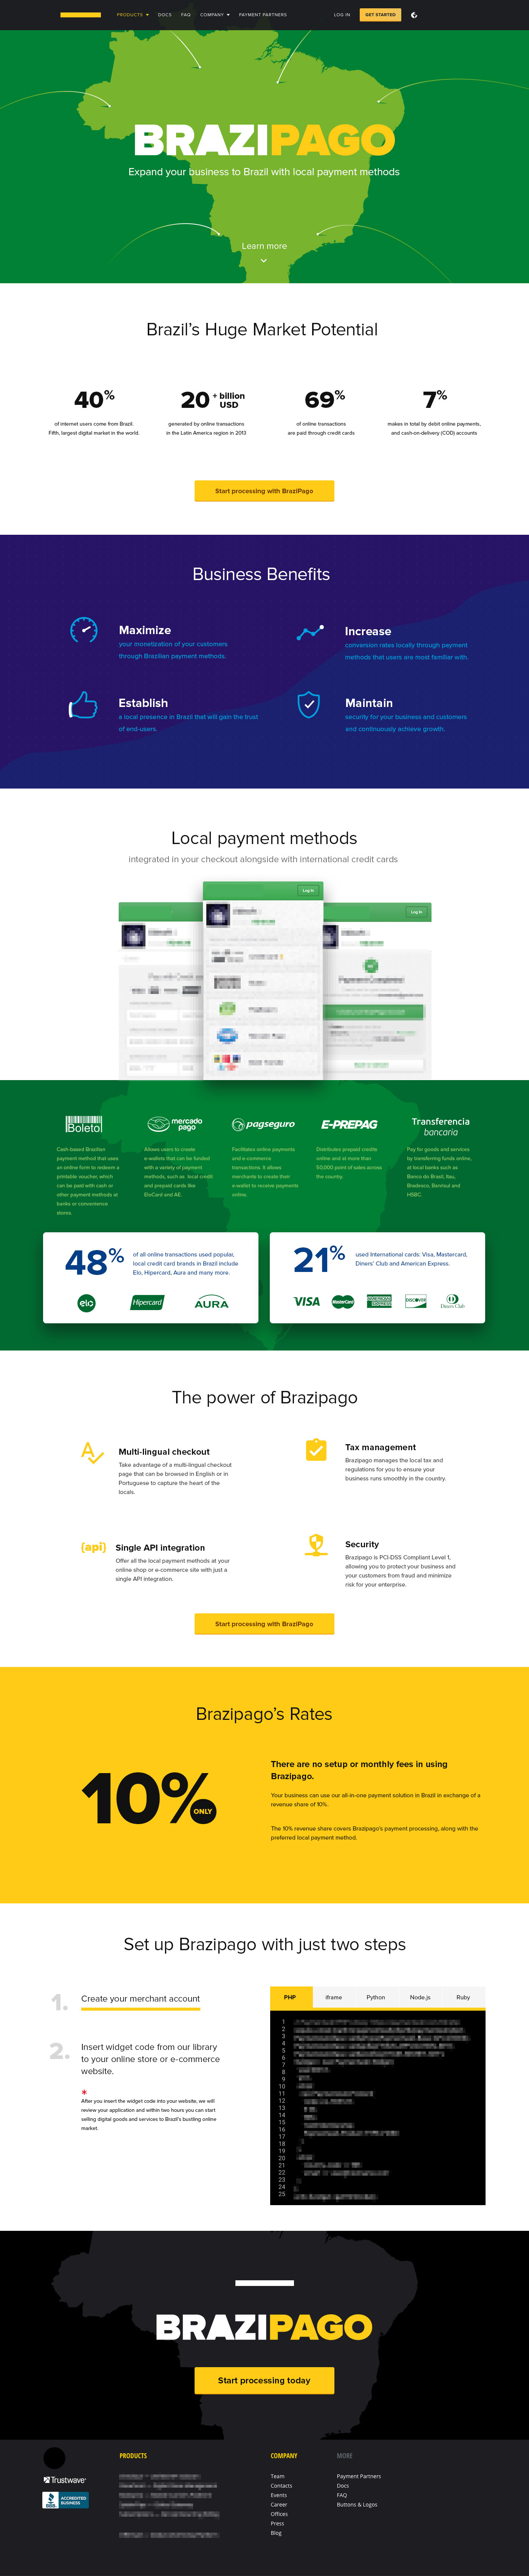 PRODUCTS DOCS FAQ COMPANY PAYMENT PARTNERS LOG IN GET STARTED
BRAZIPAGO
Expand your business to Brazil with local payment methods
Learn more
Brazil’s Huge Market Potential
40%
of internet users come from Brazil.
Fifth, largest digital market in the world.
20 + billion USD
generated by online transactions
in the Latin America region in 2013
69%
of online transactions
are paid through credit cards
7%
makes in total by debit online payments,
and cash-on-delivery (COD) accounts
Start processing with BraziPago
Business Benefits
Maximize
your monetization of your customers
through Brazilian payment methods.
Increase
conversion rates locally through payment
methods that users are most familiar with.
Establish
a local presence in Brazil that will gain the trust
of end-users.
Maintain
security for your business and customers
and continuously achieve growth.
Local payment methods
integrated in your checkout alongside with international credit cards
Log in
Log in
Boleto
Cash-based Brazilian
payment method that uses
an online form to redeem a
printable voucher, which
can be paid with cash or
other payment methods at
banks or convenience
stores.
mercado
pago
Allows users to create
e-wallets that can be funded
with a variety of payment
methods, such as local credit
and prepaid cards like
EloCard and AE.
pagseguro
Facilitates online payments
and e-commerce
transactions. It allows
merchants to create their
e-wallet to receive payments
online.
E-PREPAG
Distributes prepaid credits
online and at more than
50,000 point of sales across
the country.
Transferencia
bancaria
Pay for goods and services
by transferring funds online,
at local banks such as
Banco do Brasil, Itau,
Bradesco, Banrisul and
HSBC.
48%
of all online transactions used popular,
local credit card brands in Brazil include
Elo, Hipercard, Aura and many more.
elo Hipercard AURA
21%
used International cards: Visa, Mastercard,
Diners’ Club and American Express.
VISA MasterCard AMERICAN EXPRESS DISCOVER Diners Club
The power of Brazipago
Multi-lingual checkout
Take advantage of a multi-lingual checkout
page that can be browsed in English or in
Portuguese to capture the heart of the
locals.
Tax management
Brazipago manages the local tax and
regulations for you to ensure your
business runs smoothly in the country.
{api}
Single API integration
Offer all the local payment methods at your
online shop or e-commerce site with just a
single API integration.
Security
Brazipago is PCI-DSS Compliant Level 1,
allowing you to protect your business and
your customers from fraud and minimize
risk for your enterprise.
Start processing with BraziPago
Brazipago’s Rates
10%
ONLY
There are no setup or monthly fees in using
Brazipago.
Your business can use our all-in-one payment solution in Brazil in exchange of a
revenue share of 10%.
The 10% revenue share covers Brazipago’s payment processing, along with the
preferred local payment method.
Set up Brazipago with just two steps
1. Create your merchant account
2. Insert widget code from our library
to your online store or e-commerce
website.
*
After you insert the widget code into your website, we will
review your application and within two hours you can start
selling digital goods and services to Brazil’s bustling online
market.
PHP Iframe Python Node.js Ruby
1
2
3
4
5
6
7
8
9
10
11
12
13
14
15
16
17
18
19
20
21
22
23
24
25
BRAZIPAGO
Start processing today
Trustwave
BBB ACCREDITED
BUSINESS
PRODUCTS
COMPANY
Team
Contacts
Events
Career
Offices
Press
Blog
MORE
Payment Partners
Docs
FAQ
Buttons & Logos